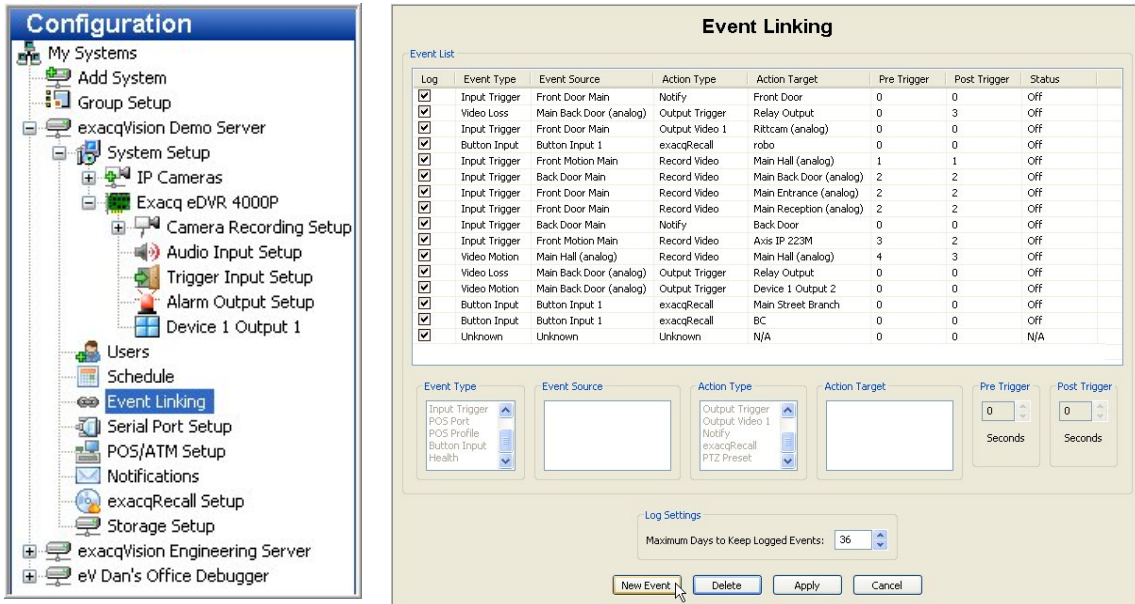 Configuration
My Systems
Add System
Group Setup
exacqVision Demo Server
System Setup
IP Cameras
Exacq eDVR 4000P
Camera Recording Setup
Audio Input Setup
Trigger Input Setup
Alarm Output Setup
Device 1 Output 1
Users
Schedule
Event Linking
Serial Port Setup
POS/ATM Setup
Notifications
exacqRecall Setup
Storage Setup
exacqVision Engineering Server
eV Dan's Office Debugger
Event Linking
Event List
Log Event Type Event Source Action Type Action Target Pre Trigger Post Trigger Status
Input Trigger Front Door Main Notify Front Door 0 0 Off
Video Loss Main Back Door (analog) Output Trigger Relay Output 0 3 Off
Input Trigger Front Door Main Output Video 1 Rittcam (analog) 0 0 Off
Button Input Button Input 1 exacqRecall robo 0 0 Off
Input Trigger Front Motion Main Record Video Main Hall (analog) 1 1 Off
Input Trigger Back Door Main Record Video Main Back Door (analog) 2 2 Off
Input Trigger Front Door Main Record Video Main Entrance (analog) 2 2 Off
Input Trigger Front Door Main Record Video Main Reception (analog) 2 2 Off
Input Trigger Back Door Main Notify Back Door 0 0 Off
Input Trigger Front Motion Main Record Video Axis IP 223M 3 2 Off
Video Motion Main Hall (analog) Record Video Main Hall (analog) 4 3 Off
Video Loss Main Back Door (analog) Output Trigger Relay Output 0 0 Off
Video Motion Main Back Door (analog) Output Trigger Device 1 Output 2 0 0 Off
Button Input Button Input 1 exacqRecall Main Street Branch 0 0 Off
Button Input Button Input 1 exacqRecall BC 0 0 Off
Unknown Unknown Unknown N/A 0 0 N/A
Event Type Event Source Action Type Action Target Pre Trigger Post Trigger
Input Trigger Output Trigger 0 0
POS Port Output Video 1
POS Profile Notify Seconds Seconds
Button Input exacqRecall
Health PTZ Preset
Log Settings
Maximum Days to Keep Logged Events: 36
New Event Delete Apply Cancel